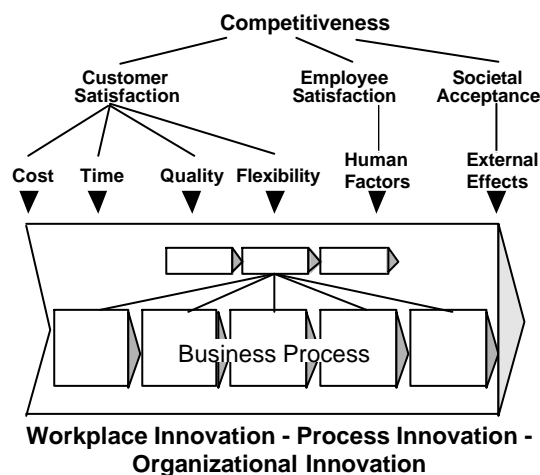 Competitiveness
Customer Satisfaction
Employee Satisfaction
Societal Acceptance
Cost
Time
Quality
Flexibility
Human Factors
External Effects
Business Process
Workplace Innovation - Process Innovation -
Organizational Innovation